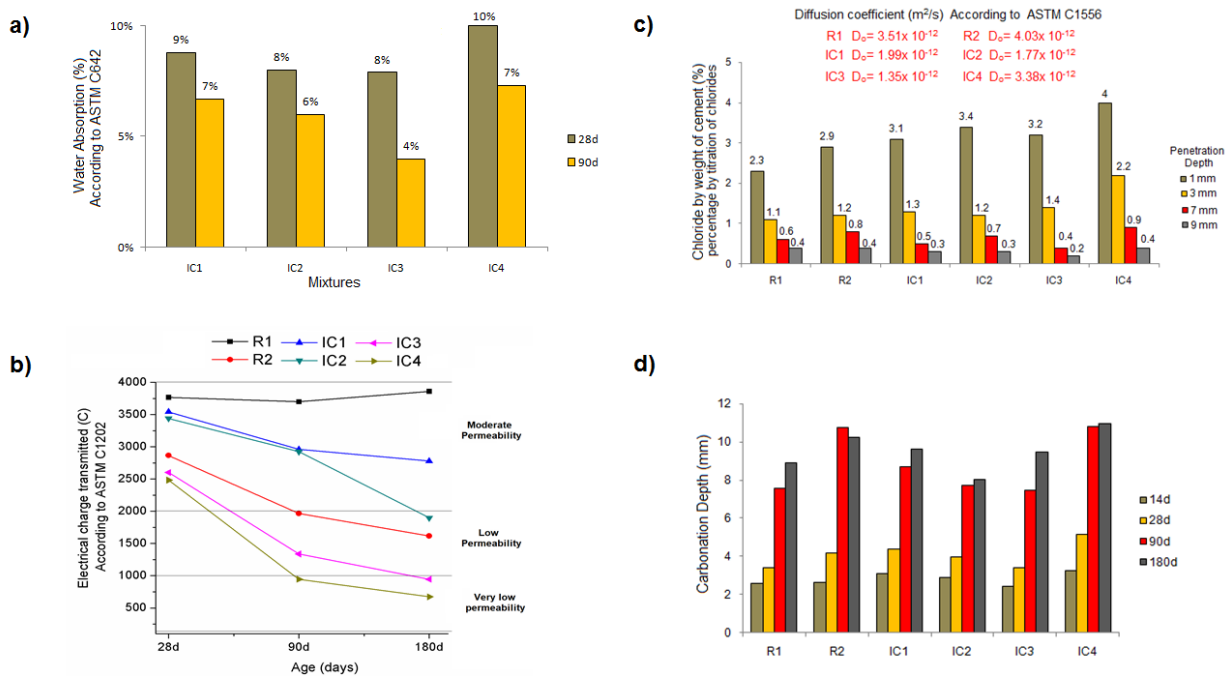 a)
Water Absorption (%)
According to ASTM C642
10%
5%
0%
9%
7%
8%
6%
8%
4%
10%
7%
28d
90d
IC1 IC2 IC3 IC4
Mixtures
c)
Diffusion coefficient (m²/s) According to ASTM C1556
R1 Dₒ= 3.51x 10⁻¹² R2 Dₒ= 4.03x 10⁻¹²
IC1 Dₒ= 1.99x 10⁻¹² IC2 Dₒ= 1.77x 10⁻¹²
IC3 Dₒ= 1.35x 10⁻¹² IC4 Dₒ= 3.38x 10⁻¹²
Chloride by weight of cement (%)
percentage by titration of chlorides
5
4
3
2
1
0
2.3 1.1 0.6 0.4
2.9 1.2 0.8 0.4
3.1 1.3 0.5 0.3
3.4 1.2 0.7 0.3
3.2 1.4 0.4 0.2
4 2.2 0.9 0.4
Penetration
Depth
1 mm
3 mm
7 mm
9 mm
R1 R2 IC1 IC2 IC3 IC4
b)
R1 IC1 IC3
R2 IC2 IC4
Electrical charge transmitted (C)
According to ASTM C1202
4000
3500
3000
2500
2000
1500
1000
500
Moderate
Permeability
Low
Permeability
Very low
permeability
28d 90d 180d
Age (days)
d)
Carbonation Depth (mm)
12
10
8
6
4
2
0
14d
28d
90d
180d
R1 R2 IC1 IC2 IC3 IC4